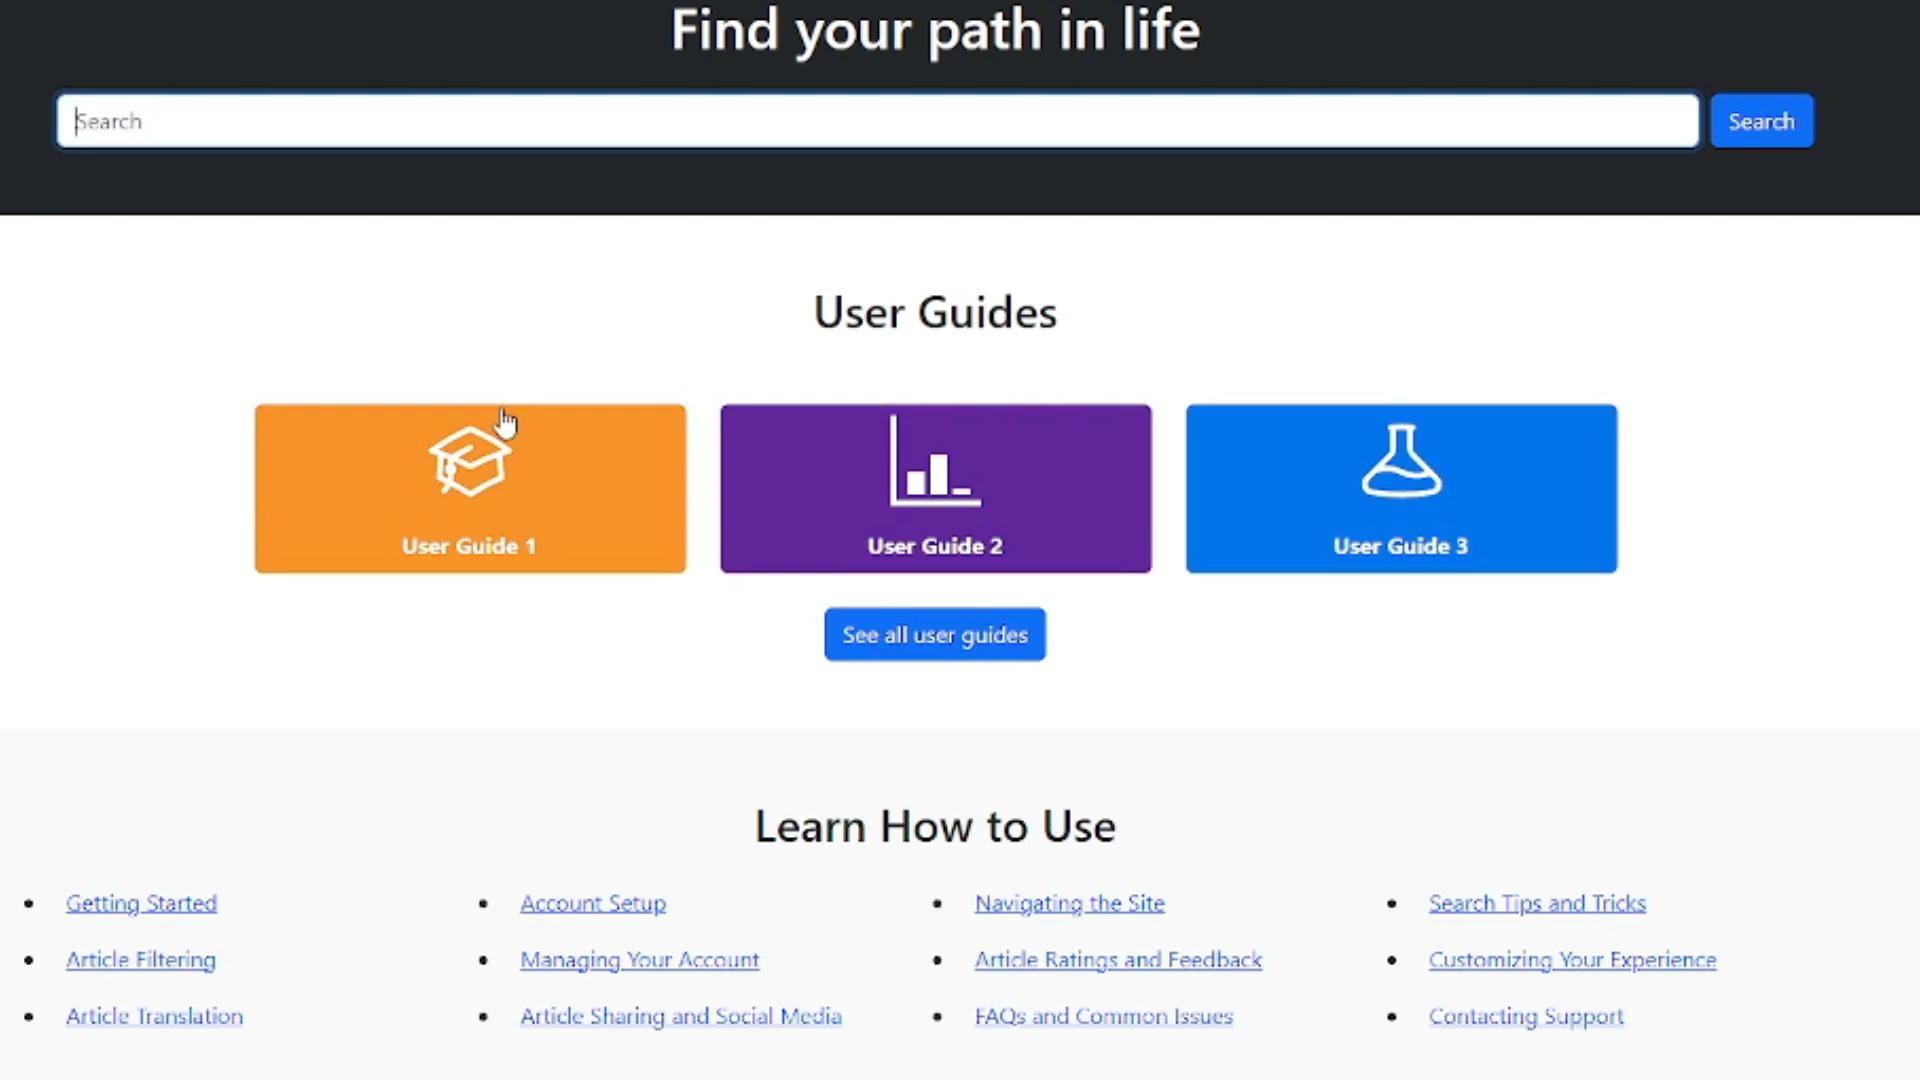 Find your path in life
Search
Search
User Guides
User Guide 1
User Guide 2
User Guide 3
See all user guides
Learn How to Use
Getting Started
Account Setup
Navigating the Site
Search Tips and Tricks
Article Filtering
Managing Your Account
Article Ratings and Feedback
Customizing Your Experience
Article Translation
Article Sharing and Social Media
FAQs and Common Issues
Contacting Support